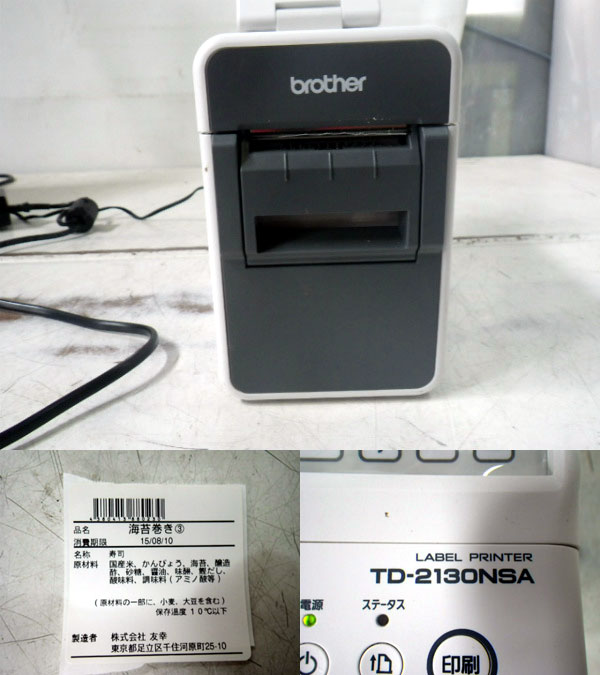 brother
品名 海苔巻き③
消費期限 15/08/10
名称 寿司
原材料 国産米、かんぴょう、海苔、醸造
酢、砂糖、醤油、味醂、鰹だし、
酸味料、調味料(アミノ酸等)
(原材料の一部に、小麦、大豆を含む)
保存温度 10℃以下
製造者 株式会社 友幸
東京都足立区千住河原町25-10
LABEL PRINTER
TD-2130NSA
電源 ステータス
印刷